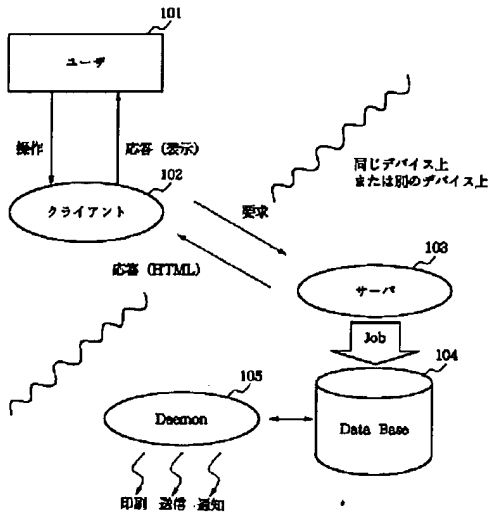 101
ユーザ
操作
応答 (表示)
102
クライアント
同じデバイス上
または別のデバイス上
要求
103
応答 (HTML)
サーバ
Job
104
105
Daemon
Data Base
印刷 送信 通知